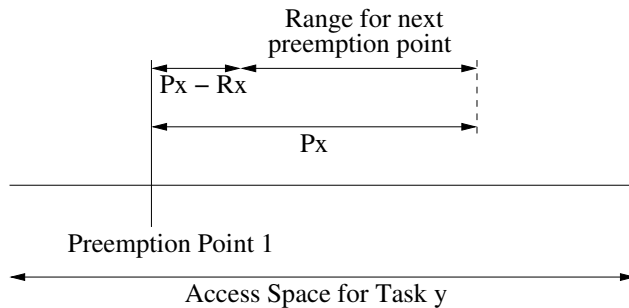 Range for next
preemption point
Px − Rx
Px
Preemption Point 1
Access Space for Task y